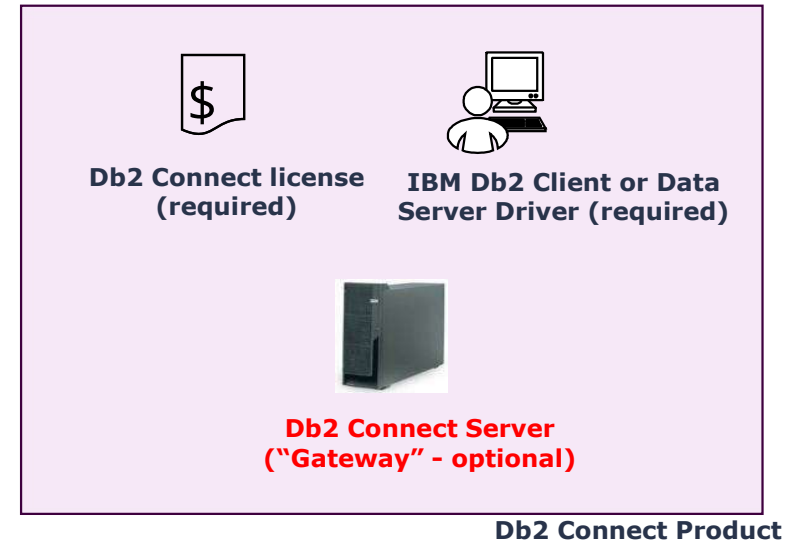 $
Db2 Connect license
(required)
IBM Db2 Client or Data
Server Driver (required)
Db2 Connect Server
(“Gateway” - optional)
Db2 Connect Product